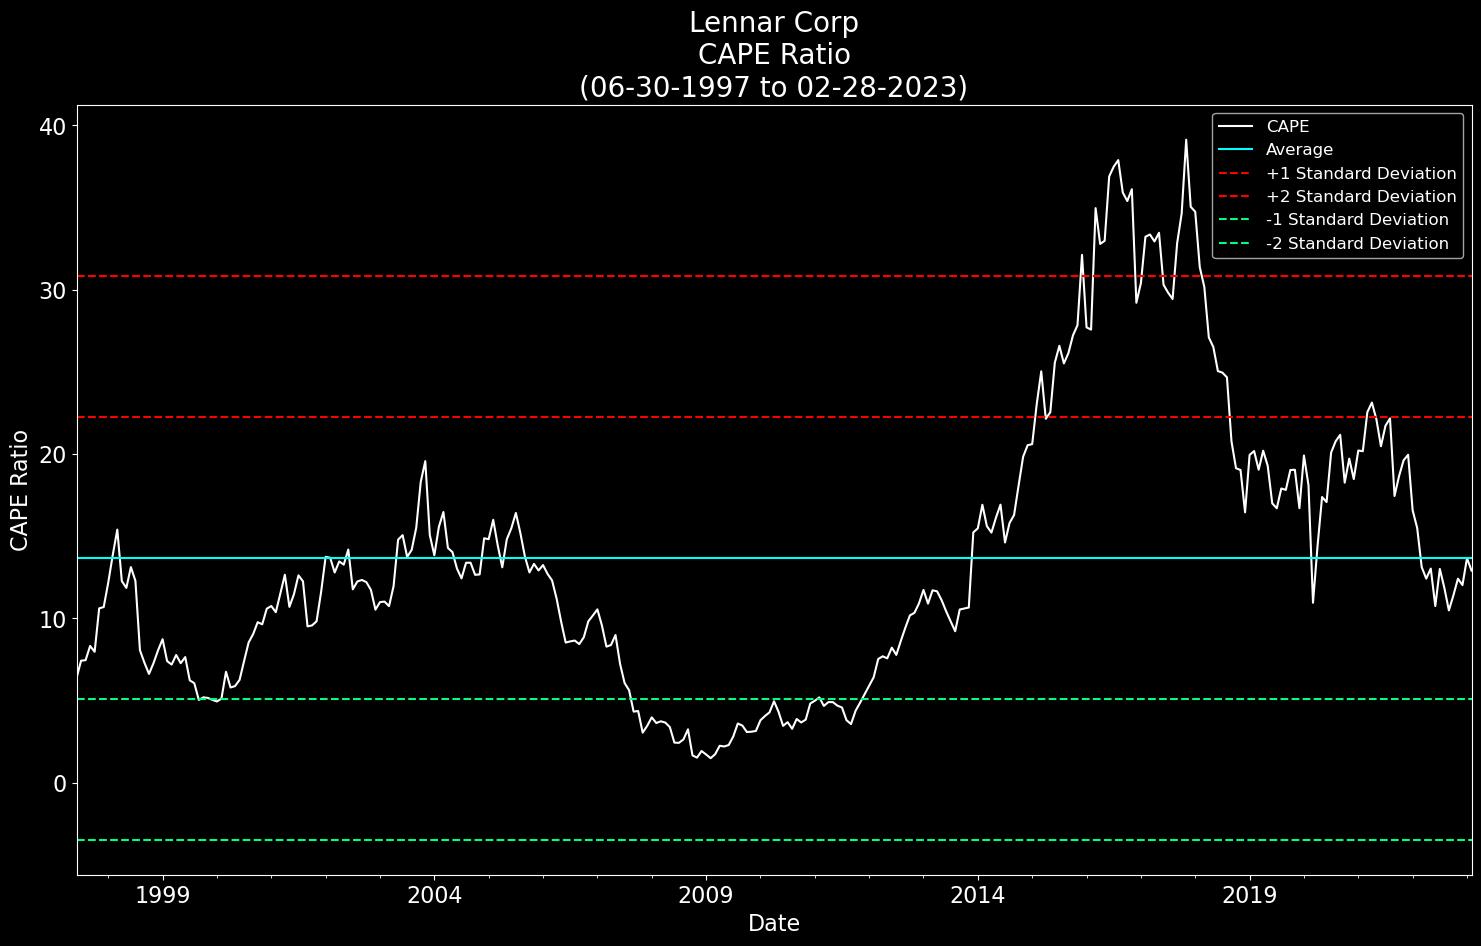 Lennar Corp
CAPE Ratio
(06-30-1997 to 02-28-2023)
CAPE
Average
+1 Standard Deviation
+2 Standard Deviation
-1 Standard Deviation
-2 Standard Deviation
CAPE Ratio
40
30
20
10
0
1999 2004 2009 2014 2019
Date